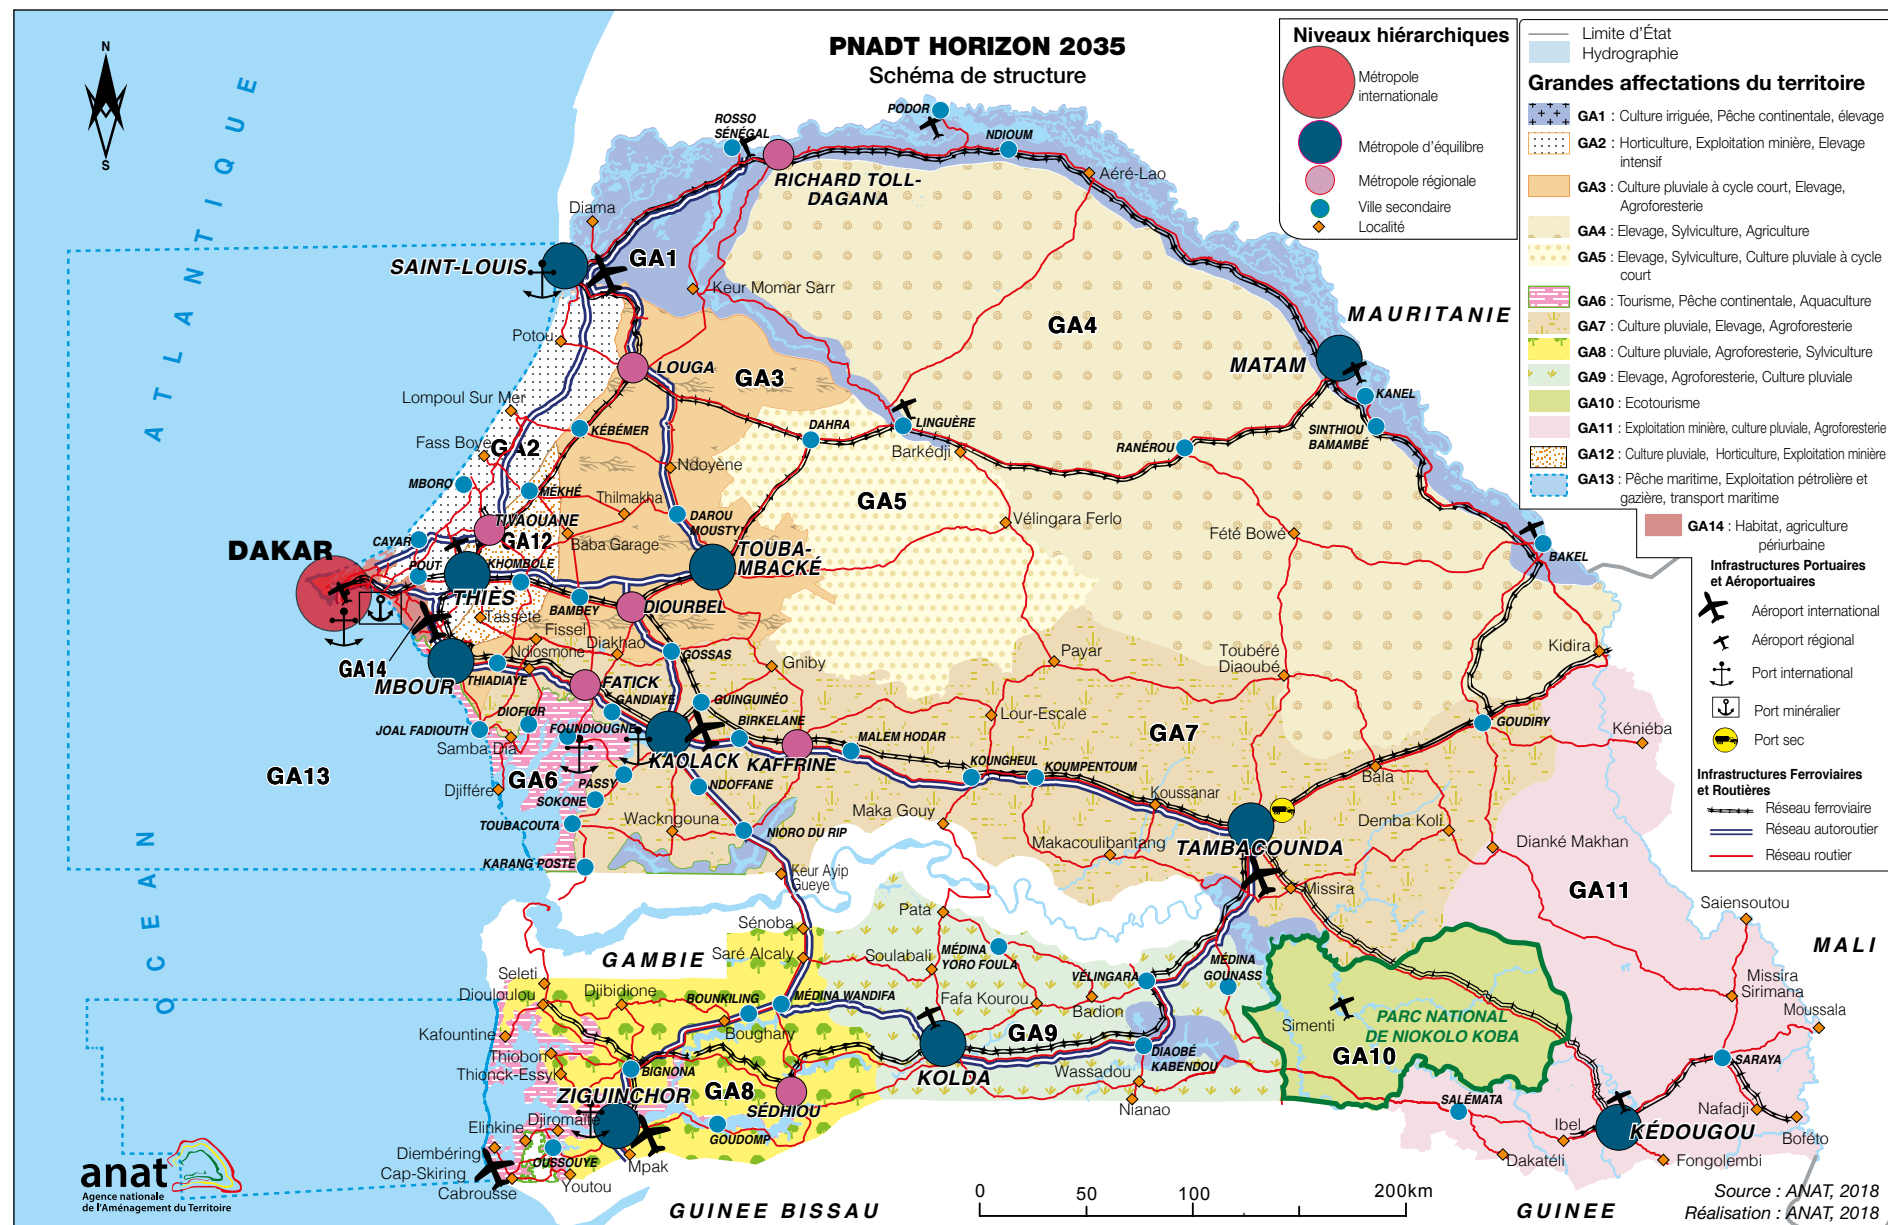 PNADT HORIZON 2035
Schéma de structure
Niveaux hiérarchiques
Métropole
internationale
Métropole d'équilibre
Métropole régionale
Ville secondaire
Localité
Limite d'État
Hydrographie
Grandes affectations du territoire
GA1 : Culture irriguée, Pêche continentale, élevage
GA2 : Horticulture, Exploitation minière, Elevage
intensif
GA3 : Culture pluviale à cycle court, Elevage,
Agroforesterie
GA4 : Elevage, Sylviculture, Agriculture
GA5 : Elevage, Sylviculture, Culture pluviale à cycle
court
GA6 : Tourisme, Pêche continentale, Aquaculture
GA7 : Culture pluviale, Elevage, Agroforesterie
GA8 : Culture pluviale, Agroforesterie, Sylviculture
GA9 : Elevage, Agroforesterie, Culture pluviale
GA10 : Ecotourisme
GA11 : Exploitation minière, culture pluviale, Agroforesterie
GA12 : Culture pluviale, Horticulture, Exploitation minière
GA13 : Pêche maritime, Exploitation pétrolière et
gazière, transport maritime
GA14 : Habitat, agriculture
périurbaine
Infrastructures Portuaires
et Aéroportuaires
Aéroport international
Aéroport régional
Port international
Port minéralier
Port sec
Infrastructures Ferroviaires
et Routières
Réseau ferroviaire
Réseau autoroutier
Réseau routier
N
S
OCEAN ATLANTIQUE
PODOR
ROSSO
SÉNÉGAL
NDIOUM
RICHARD TOLL-
DAGANA
Aéré-Lao
Diama
SAINT-LOUIS
GA1
Keur Momar Sarr
MAURITANIE
GA4
Potou
LOUGA
GA3
MATAM
KANEL
Lompoul Sur Mer
KÉBÉMER
DAHRA
LINGUÈRE
SINTHIOU
BAMAMBÉ
Fass Boye
GA2
RANÉROU
Barkédji
Ndoyène
MBORO
MÉKHÉ
Thilmakha
GA5
DAROU
MOUSTY
TIVAOUANE
Vélingara Ferlo
Fété Bowé
CAYAR
GA12
Baba Garage
DAKAR
TOUBA-
MBACKÉ
BAKEL
POUT
KHOMBOLE
THIÈS
BAMBEY
DIOURBEL
Tassète
Fissel
Diakhao
GOSSAS
Kidira
GA14
Ndiosmone
Gniby
Payar
Toubéré
Diaoubé
MBOUR
THIADIAYE
FATICK
GANDIAYE
GUINGUINÉO
DIOFIOR
JOAL FADIOUTH
FOUNDIOUGNE
BIRKELANE
Lour-Escale
GA7
GOUDIRY
Kéniéba
Samba Dia
MALEM HODAR
KAOLACK
KAFFRINE
GA13
GA6
KOUNGHEUL
KOUMPENTOUM
Bala
PASSY
NDOFFANE
Djifféré
SOKONE
Koussanar
Maka Gouy
Wackngouna
TOUBACOUTA
NIORO DU RIP
Demba Koli
Makacoulibantang
TAMBACOUNDA
Dianké Makhan
KARANG POSTE
Keur Ayip
Gueye
Missira
GA11
Saiensoutou
Pata
Sénoba
MALI
GAMBIE
Saré Alcaly
Soulabali
MÉDINA
YORO FOULA
MÉDINA
GOUNASS
VÉLINGARA
Seleti
Diouloulou
Djibidione
BOUNKILING
MÉDINA WANDIFA
Fafa Kourou
Badion
Missira
Sirimana
Moussala
Kafountine
Boughary
GA9
Simenti
PARC NATIONAL
DE NIOKOLO KOBA
GA10
Thiobon
Thionck-Essyl
BIGNONA
DIAOBÉ
KABENDOU
SARAYA
KOLDA
Wassadou
ZIGUINCHOR
GA8
SÉDHIOU
Nianao
SALÉMATA
Nafadji
Djiromaïte
Elinkine
GOUDOMP
Ibel
KÉDOUGOU
Boféto
Diembéring
OUSSOUYE
Mpak
Dakatéli
Fongolembi
Cap-Skiring
Cabrousse
Youtou
anat
Agence nationale
de l'Aménagement du Territoire
GUINEE BISSAU
0 50 100 200km
GUINEE
Source : ANAT, 2018
Réalisation : ANAT, 2018